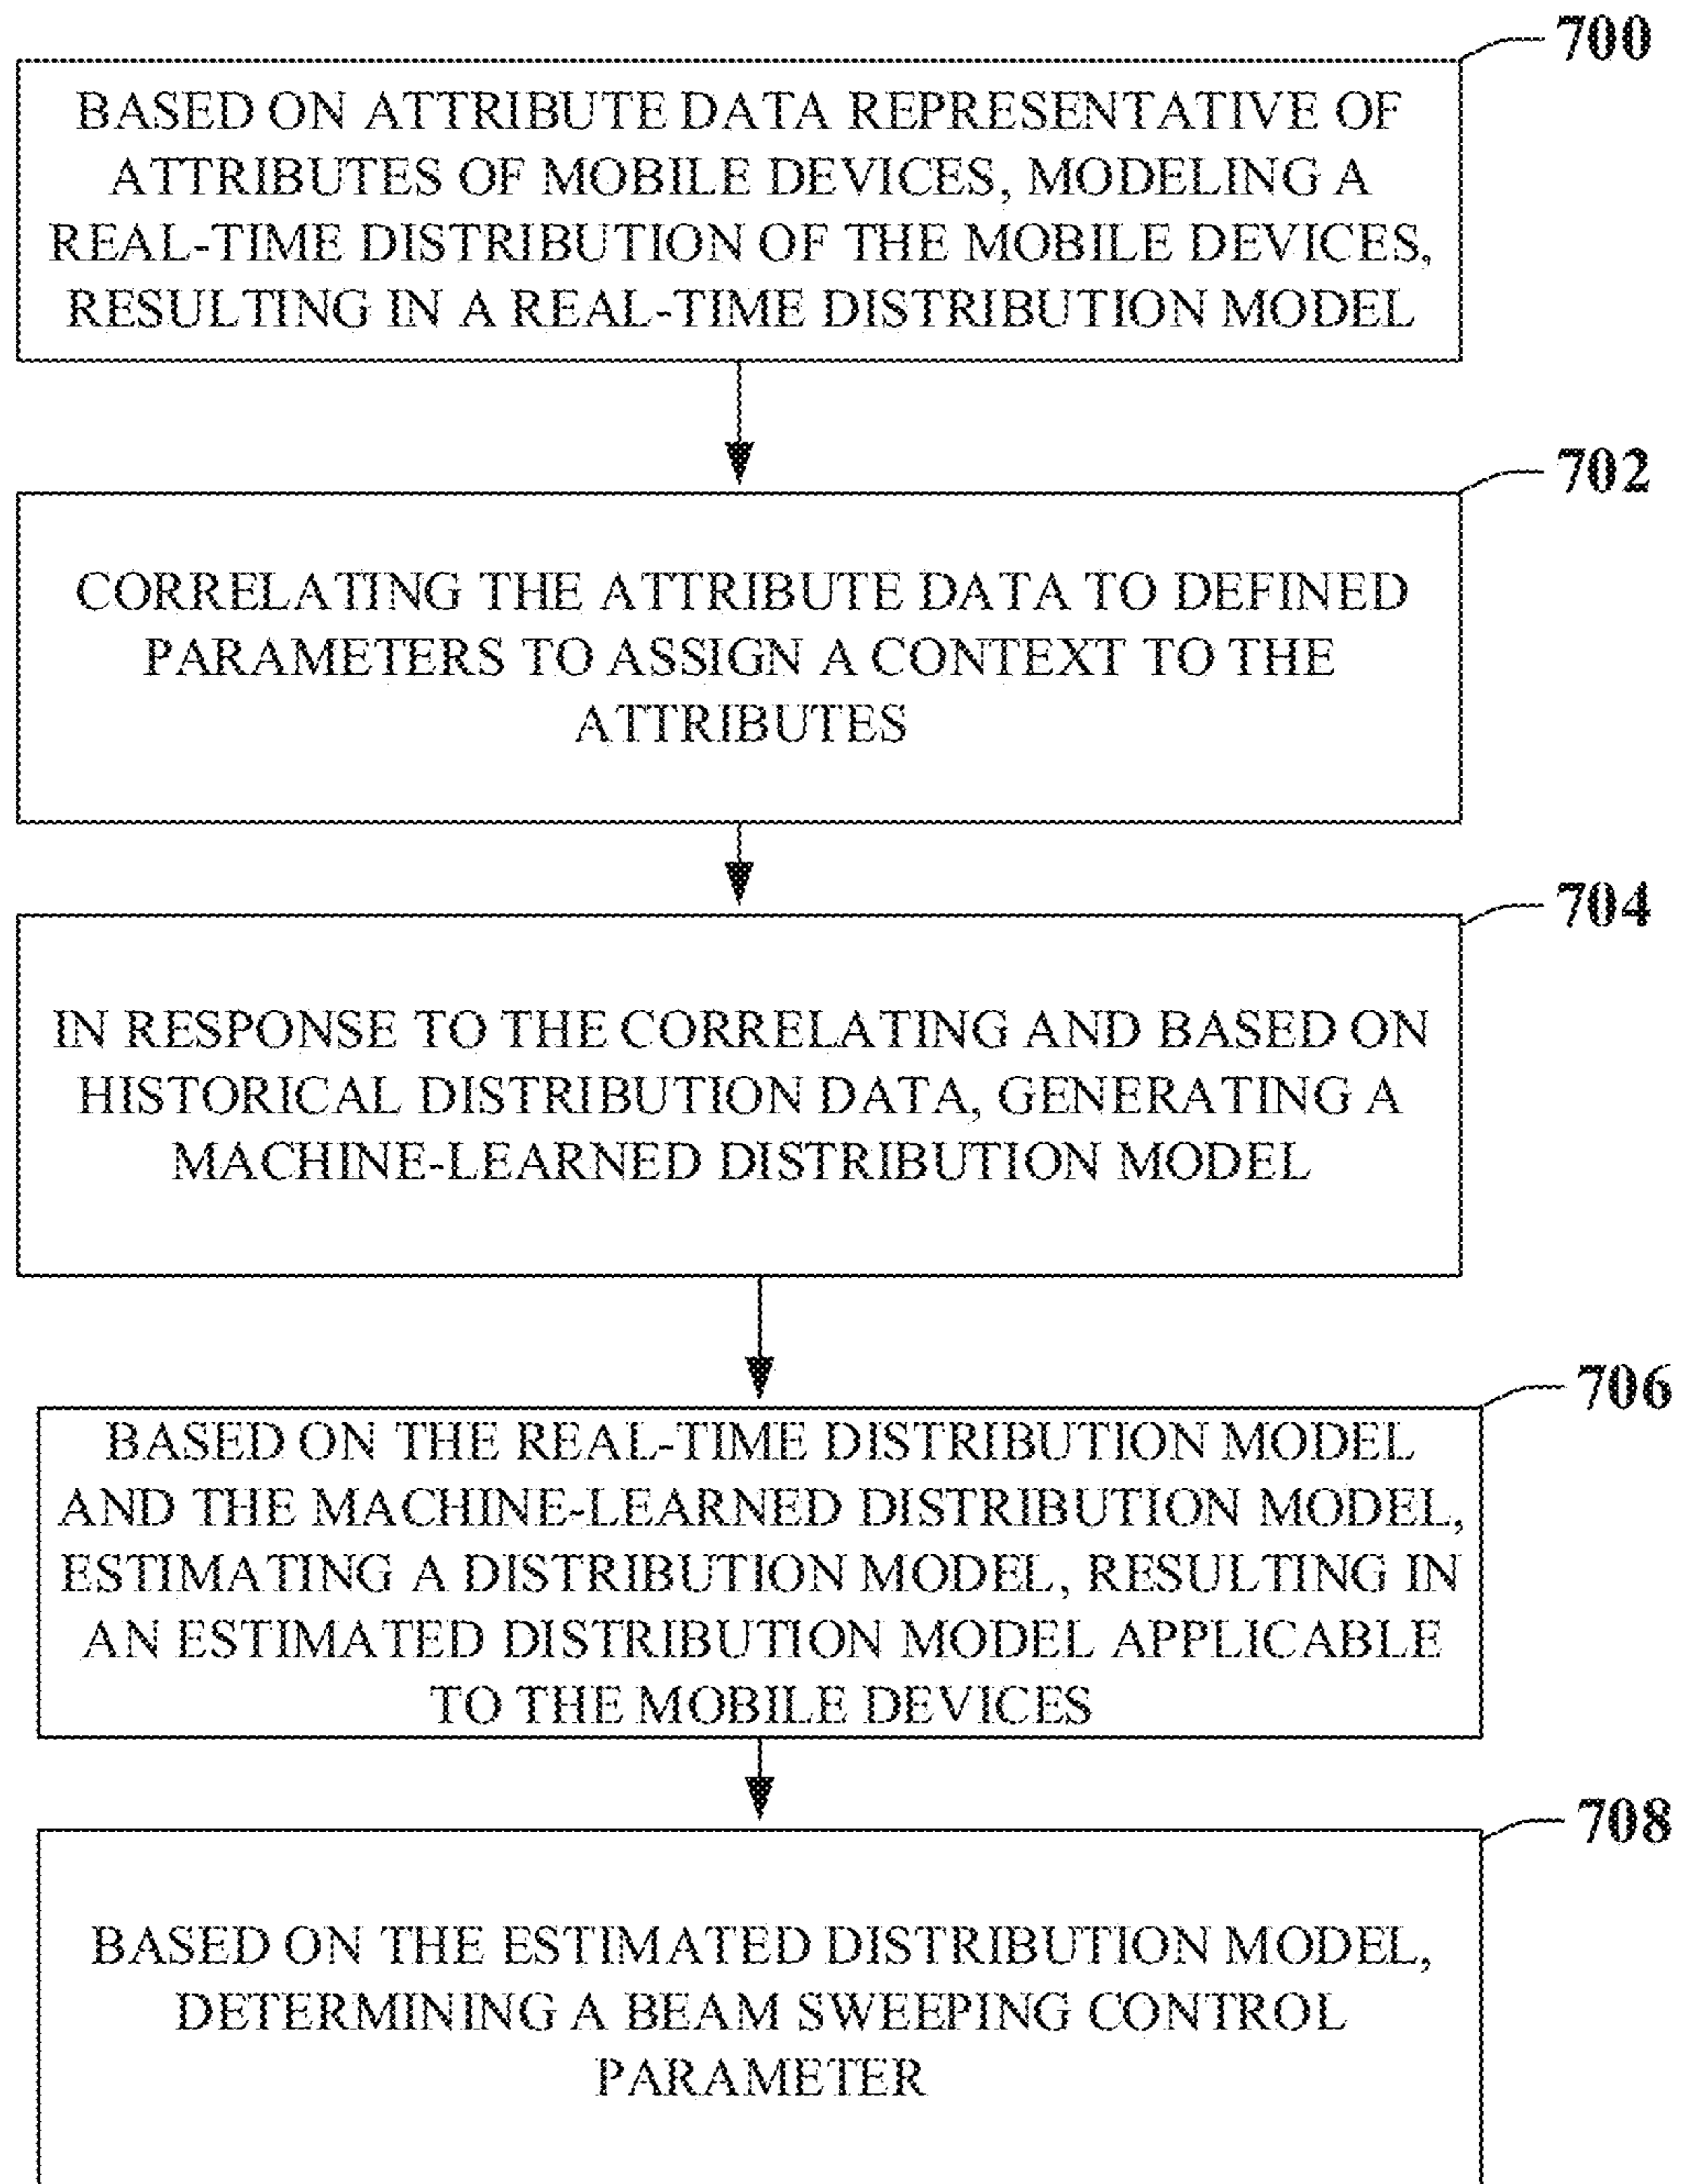 700
BASED ON ATTRIBUTE DATA REPRESENTATIVE OF
ATTRIBUTES OF MOBILE DEVICES, MODELING A
REAL-TIME DISTRIBUTION OF THE MOBILE DEVICES,
RESULTING IN A REAL-TIME DISTRIBUTION MODEL
702
CORRELATING THE ATTRIBUTE DATA TO DEFINED
PARAMETERS TO ASSIGN A CONTEXT TO THE
ATTRIBUTES
704
IN RESPONSE TO THE CORRELATING AND BASED ON
HISTORICAL DISTRIBUTION DATA, GENERATING A
MACHINE-LEARNED DISTRIBUTION MODEL
706
BASED ON THE REAL-TIME DISTRIBUTION MODEL
AND THE MACHINE-LEARNED DISTRIBUTION MODEL,
ESTIMATING A DISTRIBUTION MODEL, RESULTING IN
AN ESTIMATED DISTRIBUTION MODEL APPLICABLE
TO THE MOBILE DEVICES
708
BASED ON THE ESTIMATED DISTRIBUTION MODEL,
DETERMINING A BEAM SWEEPING CONTROL
PARAMETER